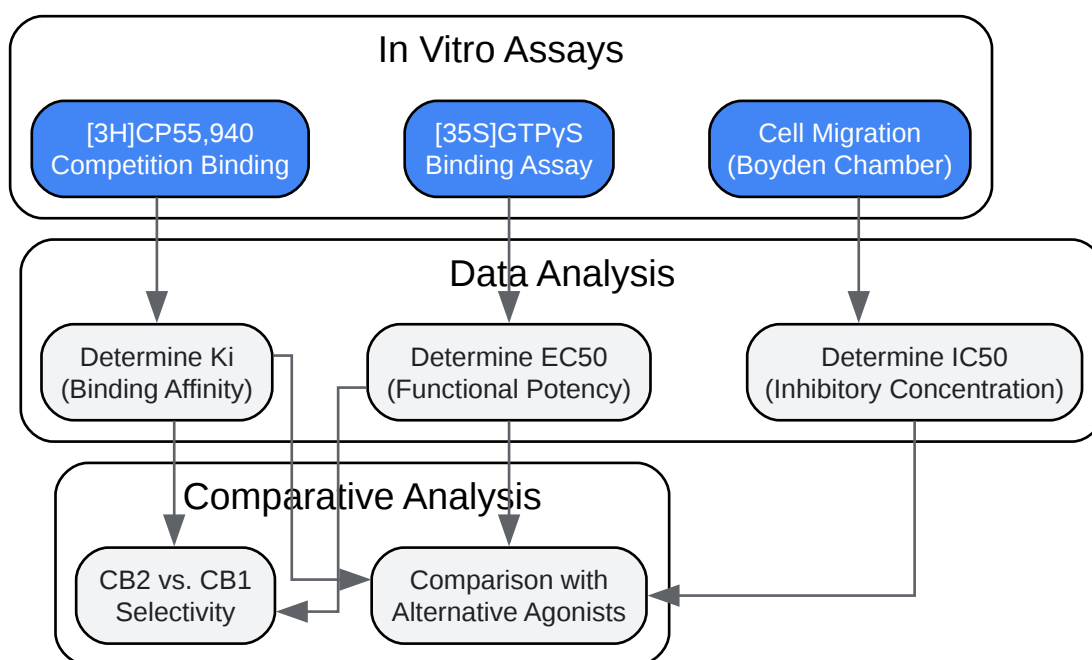 In Vitro Assays
[3H]CP55,940
Competition Binding
[35S]GTPγS
Binding Assay
Cell Migration
(Boyden Chamber)
Data Analysis
Determine Ki
(Binding Affinity)
Determine EC50
(Functional Potency)
Determine IC50
(Inhibitory Concentration)
Comparative Analysis
CB2 vs. CB1
Selectivity
Comparison with
Alternative Agonists